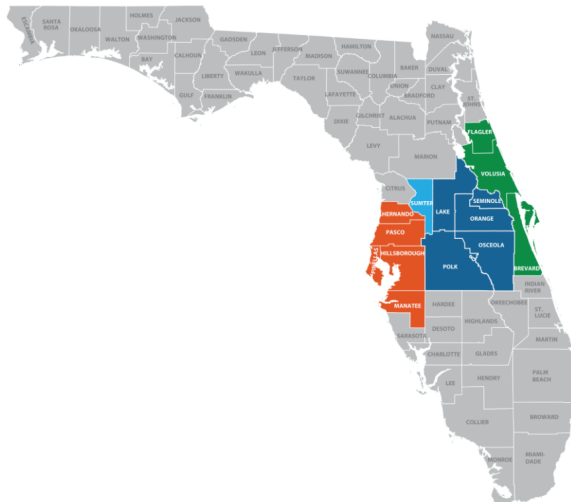 ESCAMBIA
SANTA
ROSA
OKALOOSA
WALTON
HOLMES
WASHINGTON
BAY
JACKSON
CALHOUN
GULF
GADSDEN
LIBERTY
FRANKLIN
LEON
WAKULLA
JEFFERSON
MADISON
TAYLOR
HAMILTON
SUWANNEE
LAFAYETTE
DIXIE
COLUMBIA
GILCHRIST
LEVY
BAKER
UNION
BRADFORD
ALACHUA
NASSAU
DUVAL
CLAY
ST.
JOHNS
PUTNAM
MARION
FLAGLER
VOLUSIA
CITRUS
SUMTER
LAKE
SEMINOLE
ORANGE
HERNANDO
PASCO
PINELLAS
HILLSBOROUGH
POLK
OSCEOLA
BREVARD
INDIAN
RIVER
MANATEE
HARDEE
OKEECHOBEE
ST.
LUCIE
SARASOTA
DESOTO
HIGHLANDS
MARTIN
CHARLOTTE
GLADES
LEE
HENDRY
PALM
BEACH
COLLIER
BROWARD
MONROE
MIAMI-
DADE